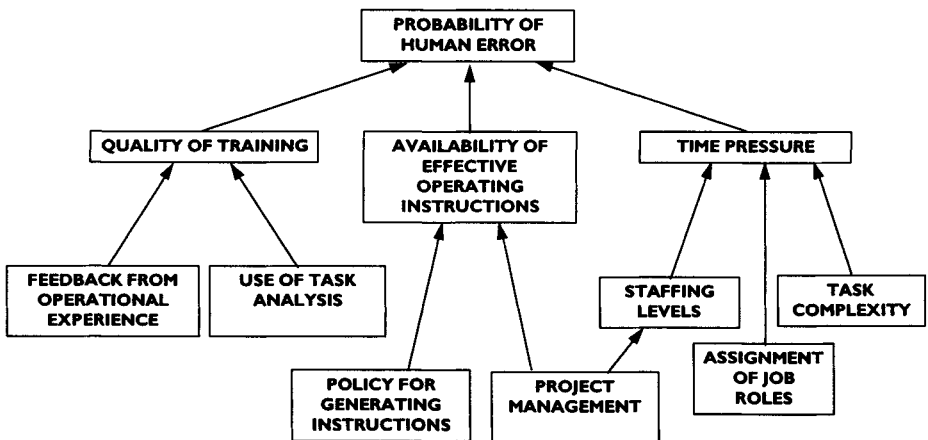 PROBABILITY OF
HUMAN ERROR
QUALITY OF TRAINING
AVAILABILITY OF
EFFECTIVE
OPERATING
INSTRUCTIONS
TIME PRESSURE
FEEDBACK FROM
OPERATIONAL
EXPERIENCE
USE OF TASK
ANALYSIS
STAFFING
LEVELS
TASK
COMPLEXITY
POLICY FOR
GENERATING
INSTRUCTIONS
PROJECT
MANAGEMENT
ASSIGNMENT
OF JOB
ROLES